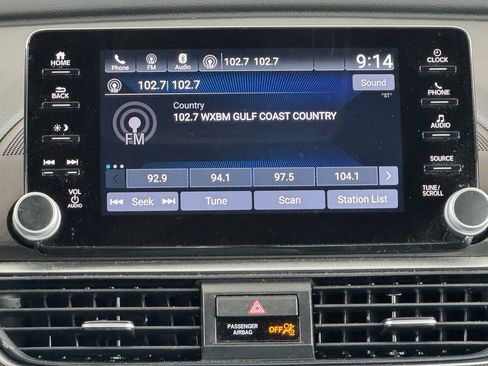 HOME
BACK
VOL
AUDIO
Phone FM Audio 102.7 102.7 9:14
102.7 102.7 Sound
"ST"
Country
102.7 WXBM GULF COAST COUNTRY
FM
92.9 94.1 97.5 104.1
Seek Tune Scan Station List
CLOCK
PHONE
AUDIO
SOURCE
TUNE/
SCROLL
PASSENGER
AIRBAG
OFF